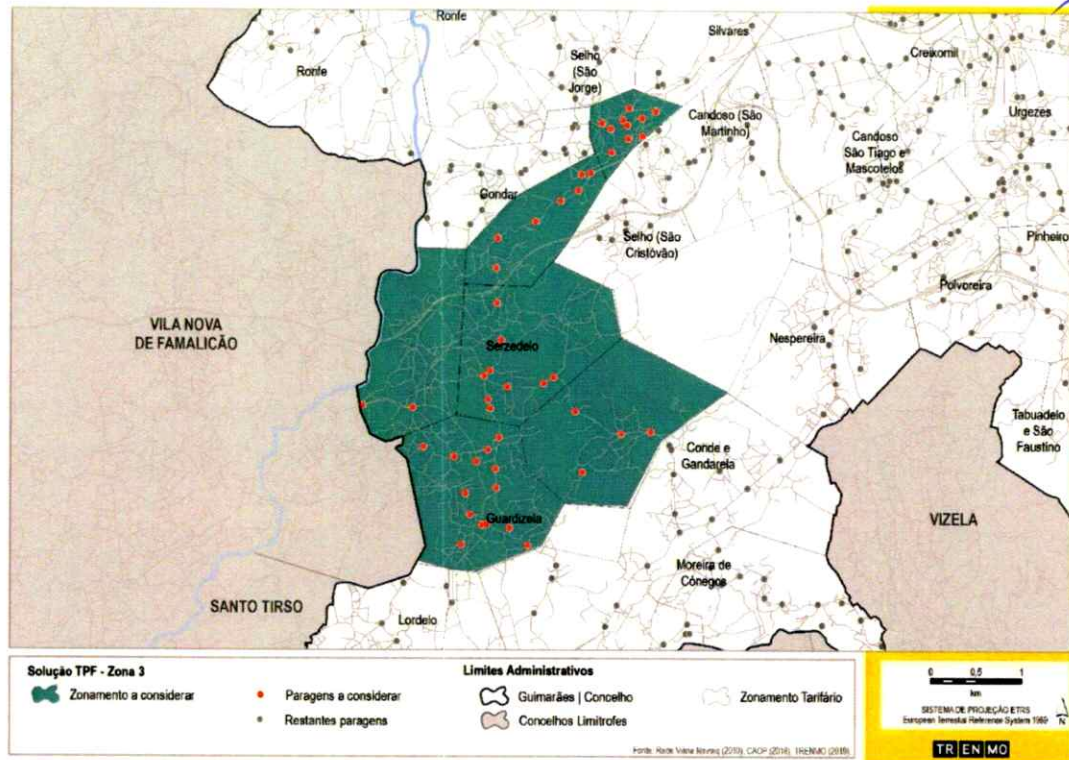 Ronfe
Silvares
Creixomil
Selho
(São
Jorge)
Ronfe
Urgezes
Candoso (São
Martinho)
Candoso
São Tiago e
Mascotelos
Gondar
Selho (São
Cristóvão)
Pinheiro
Polvoreira
VILA NOVA
DE FAMALICÃO
Serzedelo
Nespereira
Tabuadelo
e São
Faustino
Conde e
Gandarela
Guardizela
VIZELA
Moreira de
Cónegos
SANTO TIRSO
Lordelo
Solução TPF - Zona 3
Zonamento a considerar
Paragens a considerar
Restantes paragens
Limites Administrativos
Guimarães | Concelho
Zonamento Tarifário
Concelhos Limítrofes
0 0,5 1
km
SISTEMA DE PROJEÇÃO ETRS
European Terrestrial Reference System 1989
N
TRENMO